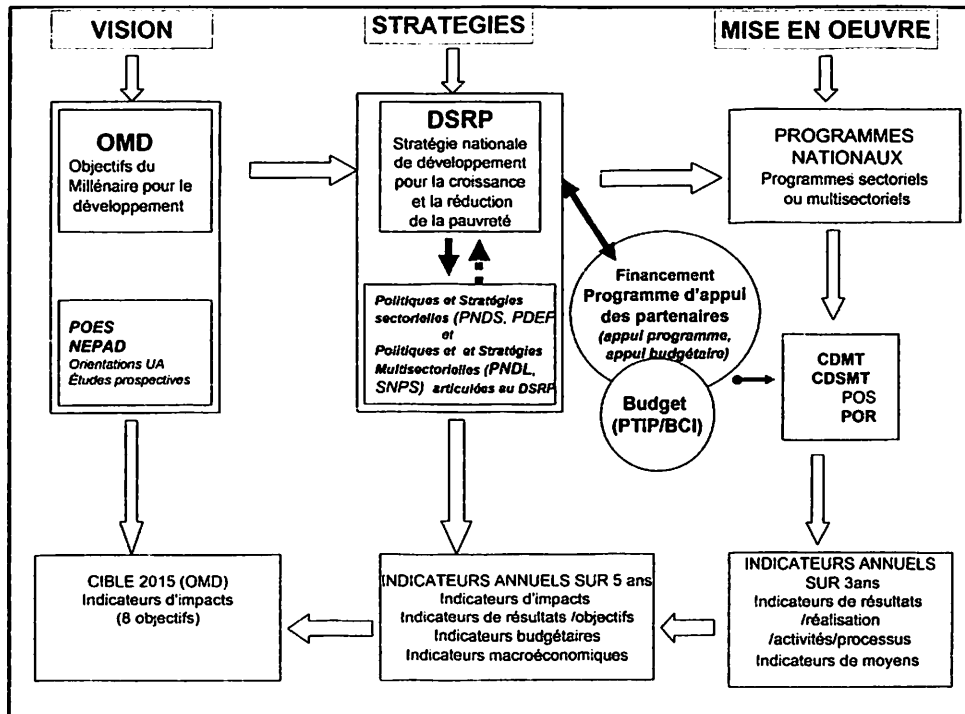 VISION
STRATEGIES
MISE EN OEUVRE
OMD
Objectifs du
Millénaire pour le
développement
POES
NEPAD
Orientations UA
Études prospectives
DSRP
Stratégie nationale
de développement
pour la croissance
et la réduction
de la pauvreté
Politiques et Stratégies
sectorielles (PNDS, PDEF)
et
Politiques et et Stratégies
Multisectorielles (PNDL,
SNPS) articulées au DSRP
PROGRAMMES
NATIONAUX
Programmes sectoriels
ou multisectoriels
Financement
Programme d'appui
des partenaires
(appui programme,
appui budgétaire)
Budget
(PTIP/BCI)
CDMT
CDSMT
POS
POR
CIBLE 2015 (OMD)
Indicateurs d'impacts
(8 objectifs)
INDICATEURS ANNUELS SUR 5 ans
Indicateurs d'impacts
Indicateurs de résultats /objectifs
Indicateurs budgétaires
Indicateurs macroéconomiques
INDICATEURS ANNUELS
SUR 3ans
Indicateurs de résultats
/réalisation
/activités/processus
Indicateurs de moyens